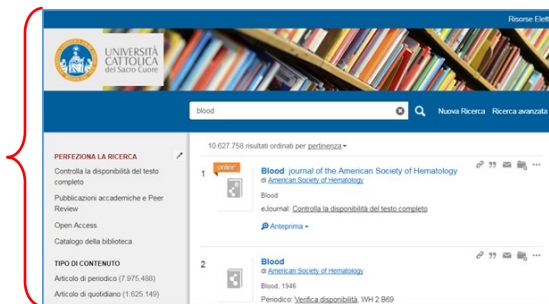 Risorse Elett
UNIVERSITÀ
CATTOLICA
del Sacro Cuore
blood
Nuova Ricerca Ricerca avanzata
10.627.758 risultati ordinati per pertinenza
PERFEZIONA LA RICERCA
Controlla la disponibilità del testo
completo
Pubblicazioni accademiche e Peer
Review
Open Access
Catalogo della biblioteca
TIPO DI CONTENUTO
Articolo di periodico (7.975.488)
Articolo di quotidiano (1.625.149)
1
online
Blood: journal of the American Society of Hematology
di American Society of Hematology
Blood
eJournal: Controlla la disponibilità del testo completo
Anteprima
2
Blood
di American Society of Hematology
Blood, 1946
Periodico: Verifica disponibilità, WH 2 B69